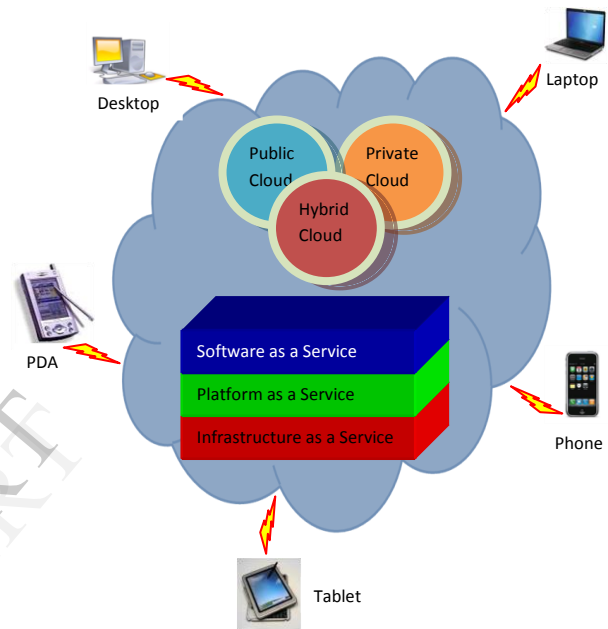 Desktop
Laptop
Public
Cloud
Private
Cloud
Hybrid
Cloud
PDA
Software as a Service
Platform as a Service
Infrastructure as a Service
Phone
Tablet
RT